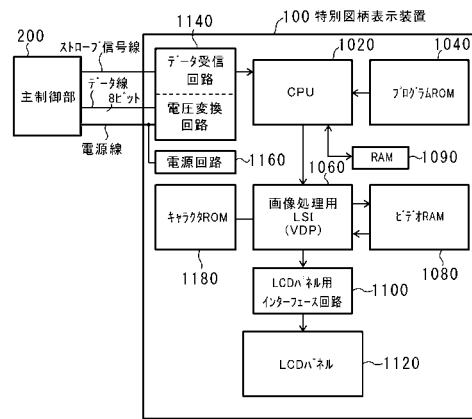 100 特別図柄表示装置
200
主制御部
ストローブ信号線
データ線
8ビット
電源線
1140
データ受信
回路
電圧変換
回路
電源回路
1160
1020
CPU
1040
プログラムROM
RAM
1090
1060
画像処理用
LSI
(VDP)
キャラクタROM
1180
ビデオRAM
1080
LCDパネル用
インターフェース回路
1100
LCDパネル
1120